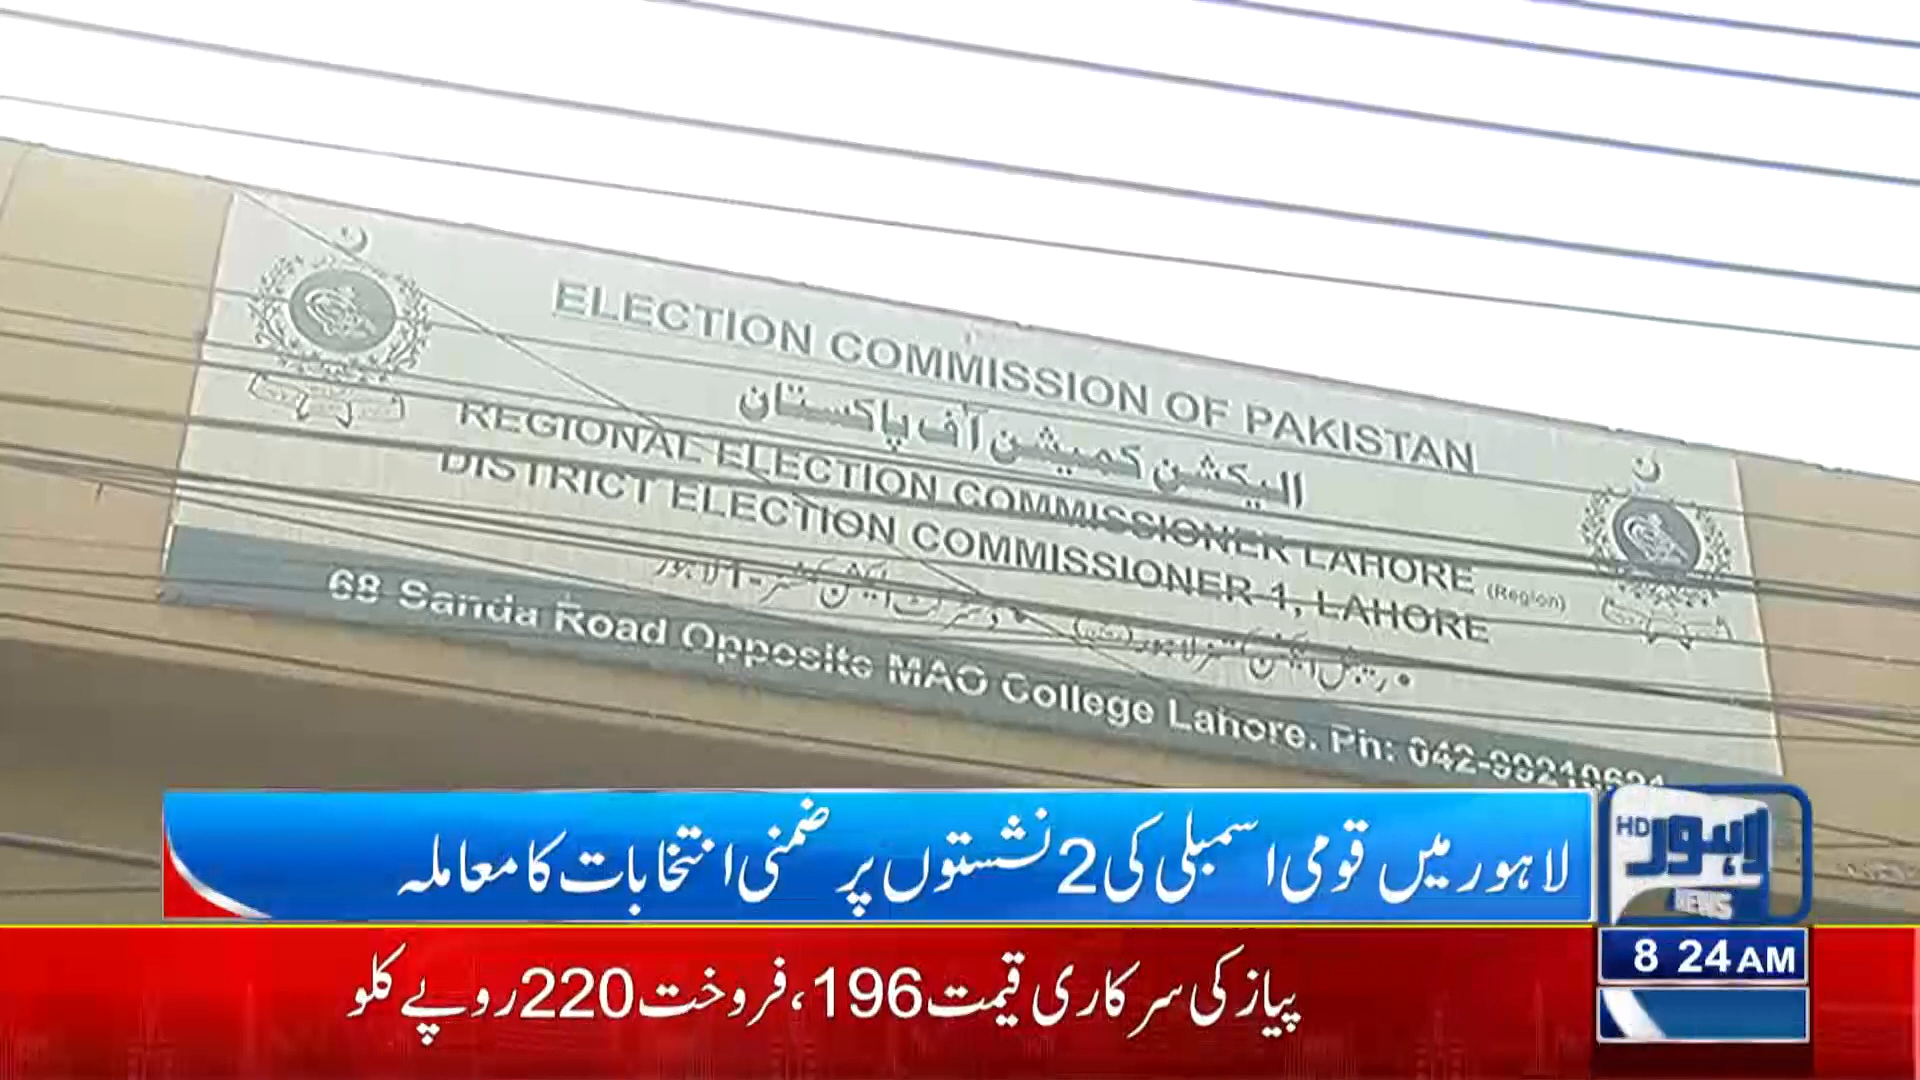 ELECTION COMMISSION OF PAKISTAN
الیکشن کمیشن آف پاکستان
REGIONAL ELECTION COMMISSIONER LAHORE (Region)
DISTRICT ELECTION COMMISSIONER 1, LAHORE
68 Sanda Road Opposite MAO College Lahore. Ph:
لاہور میں قومی اسمبلی کی 2 نشستوں پر ضمنی انتخابات کا معاملہ
HD لاہور
NEWS
8 24 AM
پیاز کی سرکاری قیمت 196، فروخت 220 روپے کلو